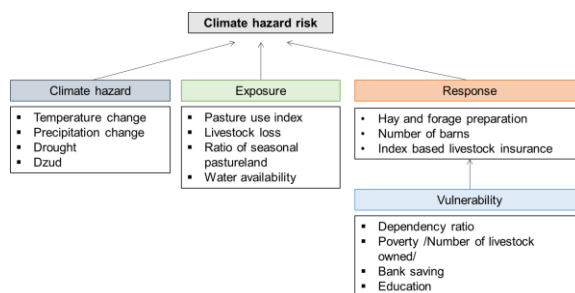 Climate hazard risk
Climate hazard
▪ Temperature change
▪ Precipitation change
▪ Drought
▪ Dzud
Exposure
▪ Pasture use index
▪ Livestock loss
▪ Ratio of seasonal
pastureland
▪ Water availability
Response
• Hay and forage preparation
• Number of barns
• Index based livestock insurance
Vulnerability
▪ Dependency ratio
▪ Poverty /Number of livestock
owned/
▪ Bank saving
▪ Education